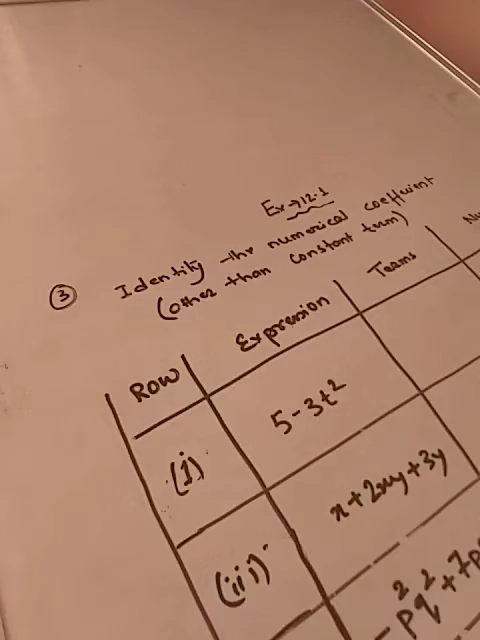 Ex→12.1
③ Identify the numerical coefficient
(other than constant term)
Row Expression Terms
(i) 5-3t²
(iii) x+2xy+3y